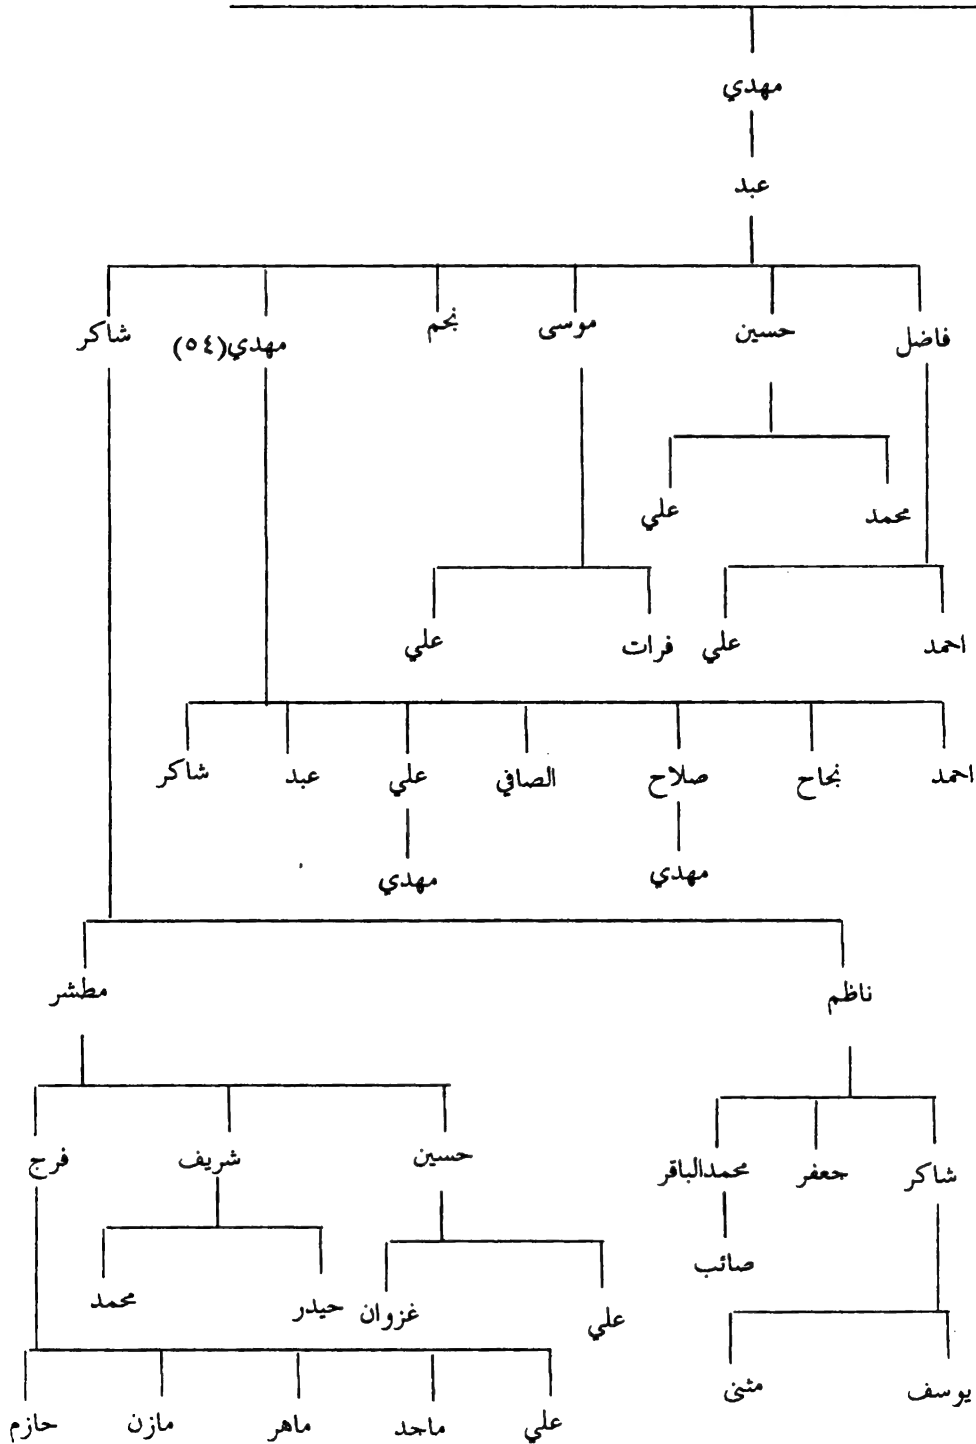 مهدي
عبد
فاضل حسين موسى نجم مهدي(٥٤) شاكر
محمد علي
احمد علي فرات علي
احمد نجاح صلاح الصافي علي عبد شاكر
مهدي مهدي
ناظم مطشر
شاكر جعفر محمدالباقر حسين شريف فرج
صائب
علي غزوان حيدر محمد
يوسف مثنى
علي ماجد ماهر مازن حازم